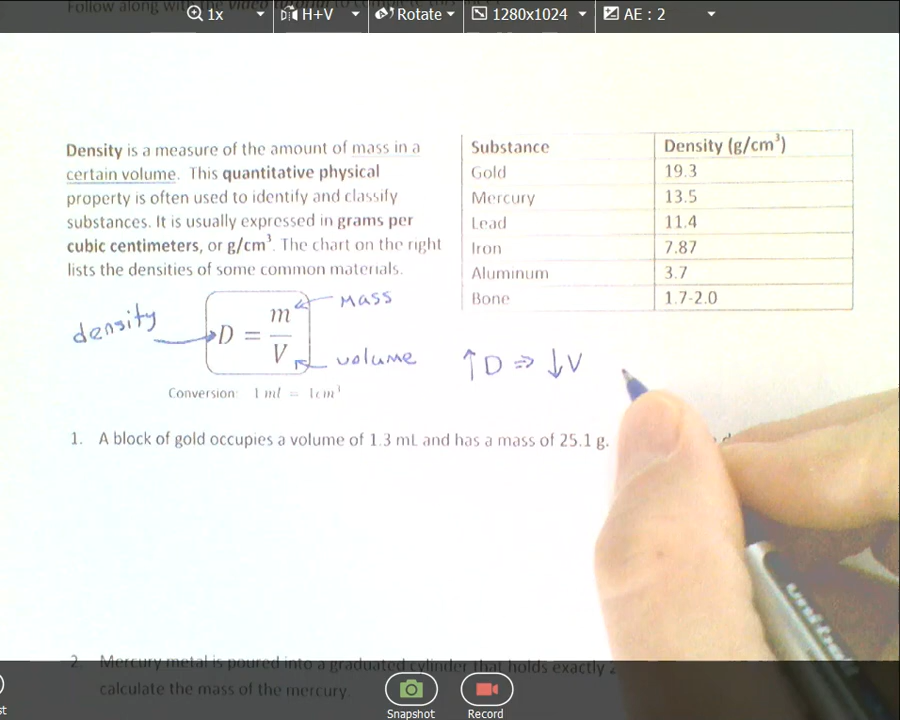 1x H+V Rotate 1280x1024 AE : 2
Follow along with the video
Density is a measure of the amount of mass in a
certain volume. This quantitative physical
property is often used to identify and classify
substances. It is usually expressed in grams per
cubic centimeters, or g/cm³. The chart on the right
lists the densities of some common materials.
Substance Density (g/cm³)
Gold 19.3
Mercury 13.5
Lead 11.4
Iron 7.87
Aluminum 3.7
Bone 1.7-2.0
density
D = m/V
mass
volume
↑D ⇒ ↓V
Conversion: 1 ml = 1cm³
1. A block of gold occupies a volume of 1.3 mL and has a mass of 25.1 g.
2. Mercury metal is poured into a graduated cylinder that holds exactly
calculate the mass of the mercury.
Snapshot Record